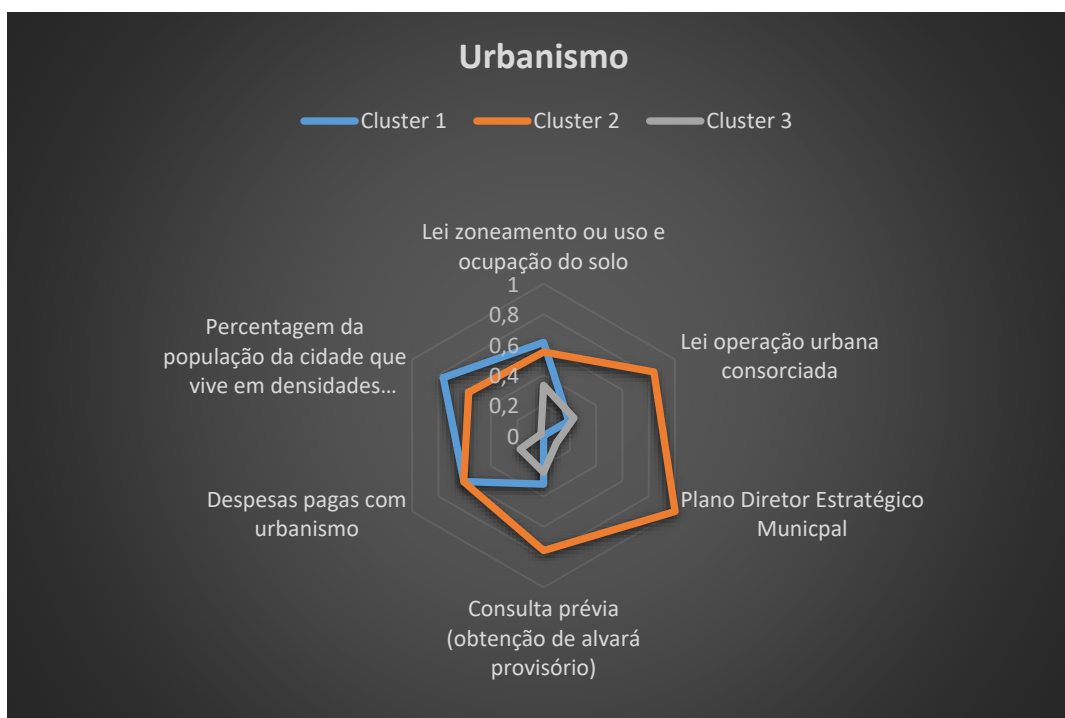 Urbanismo
Cluster 1 Cluster 2 Cluster 3
Lei zoneamento ou uso e
ocupação do solo
Lei operação urbana
consorciada
Plano Diretor Estratégico
Municpal
Consulta prévia
(obtenção de alvará
provisório)
Despesas pagas com
urbanismo
Percentagem da
população da cidade que
vive em densidades...
1
0,8
0,6
0,4
0,2
0